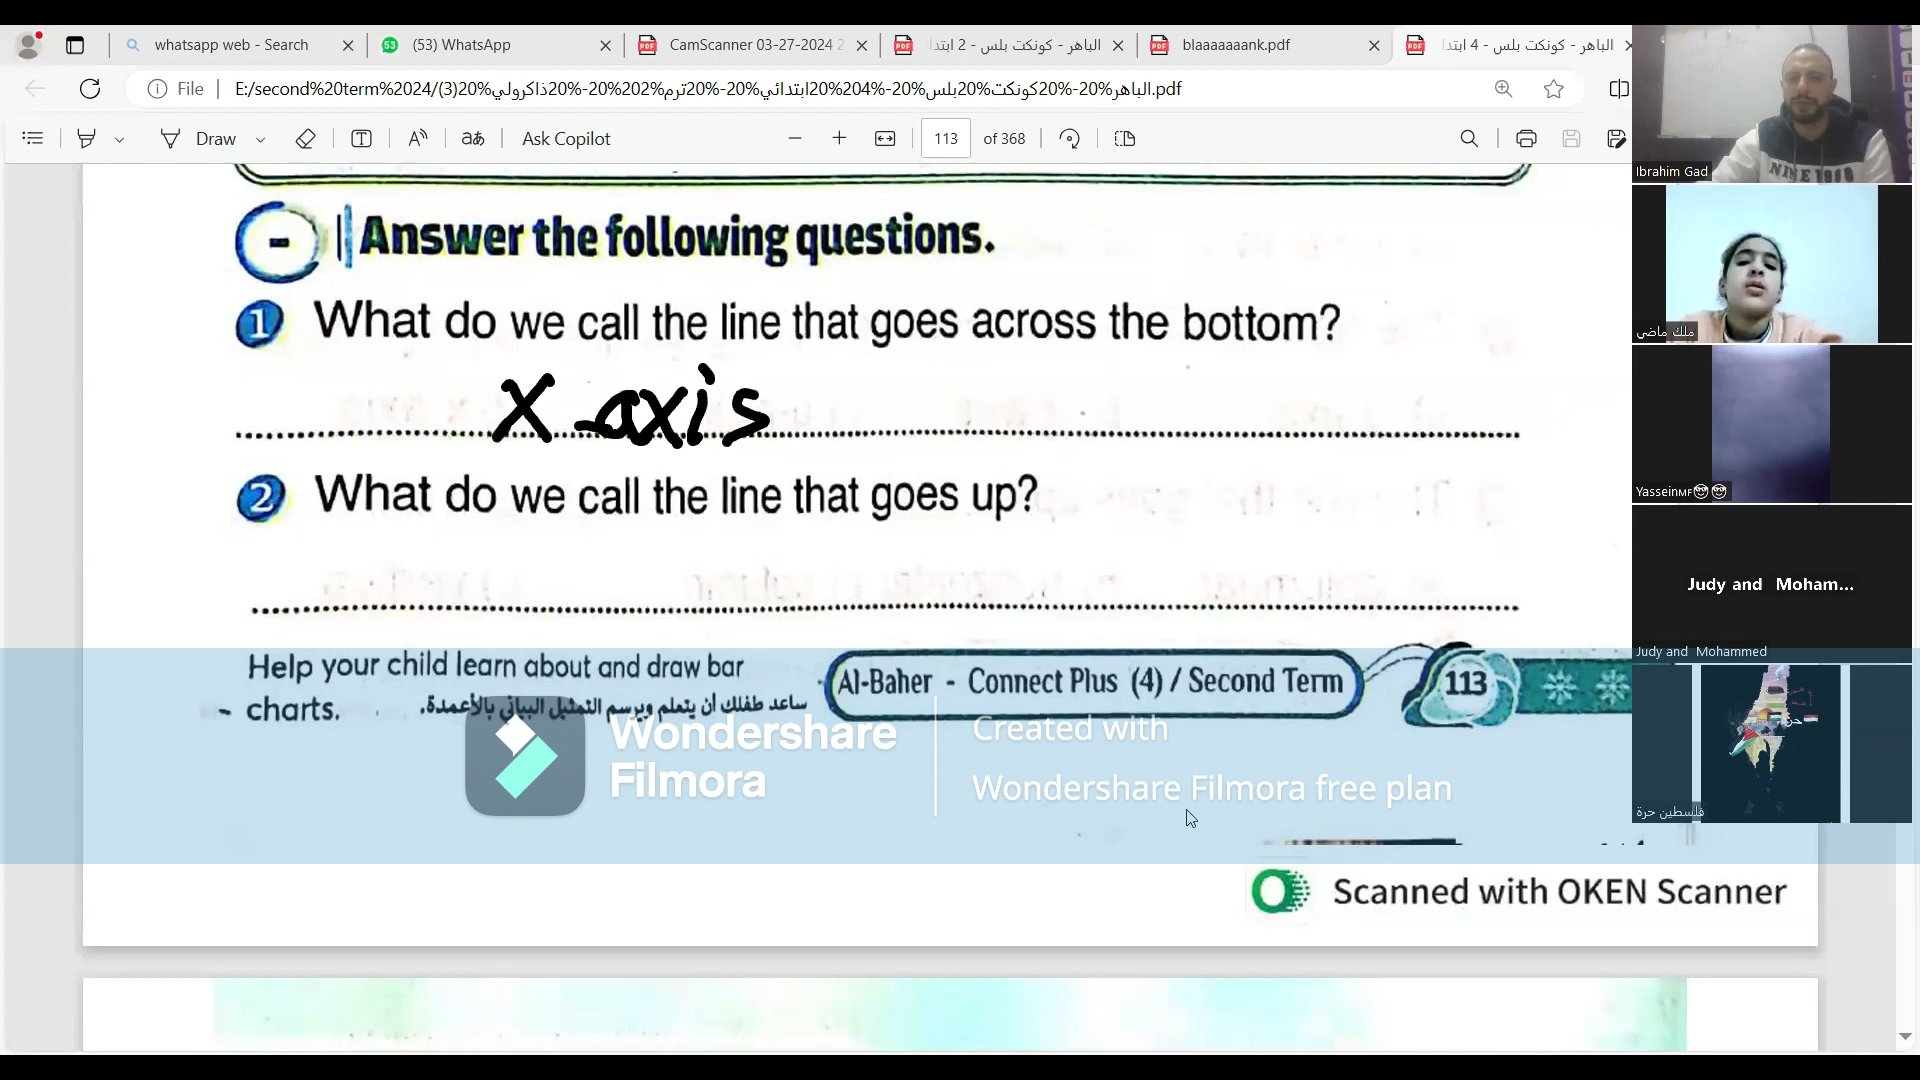 whatsapp web - Search
(53) WhatsApp
CamScanner 03-27-2024 2
الباهر - كونكت بلس - 2 ابتدا
blaaaaaaank.pdf
الباهر - كونكت بلس - 4 ابتدا
File
E:/second%20term%2024/(3)%20ذاكرولي%20-%20ترم%202%20-%20ابتدائي%204%20-%20بلس%20كونكت%20-%20الباهر.pdf
Draw
Ask Copilot
113 of 368
Answer the following questions.
1 What do we call the line that goes across the bottom?
X-axis
2 What do we call the line that goes up?
Help your child learn about and draw bar
charts.
ساعد طفلك أن يتعلم ويرسم التمثيل البياني بالأعمدة.
Al-Baher - Connect Plus (4) / Second Term
113
Wondershare
Filmora
Created with
Wondershare Filmora free plan
Scanned with OKEN Scanner
NINE 1990
Ibrahim Gad
ملك ماضي
YasseinMF
Judy and Moham...
Judy and Mohammed
فلسطين حرة